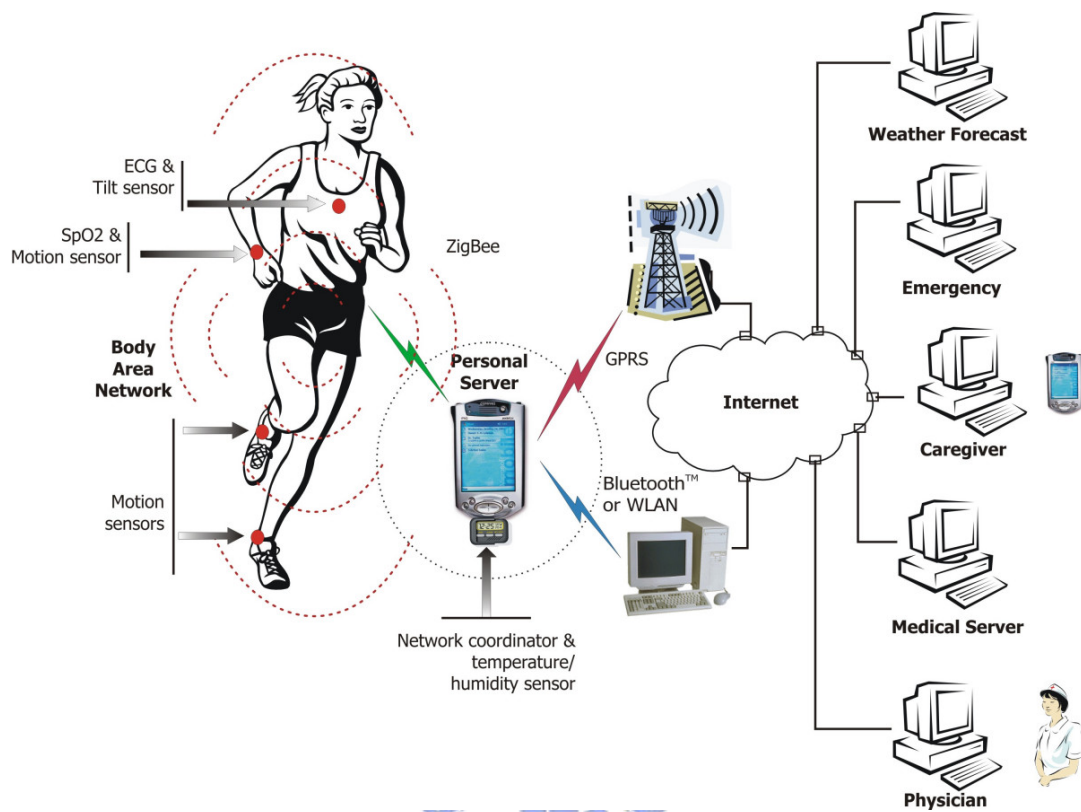 ECG &
Tilt sensor
SpO2 &
Motion sensor
Body
Area
Network
Motion
sensors
ZigBee
Personal
Server
Network coordinator &
temperature/
humidity sensor
GPRS
Bluetooth™
or WLAN
Internet
Weather Forecast
Emergency
Caregiver
Medical Server
Physician